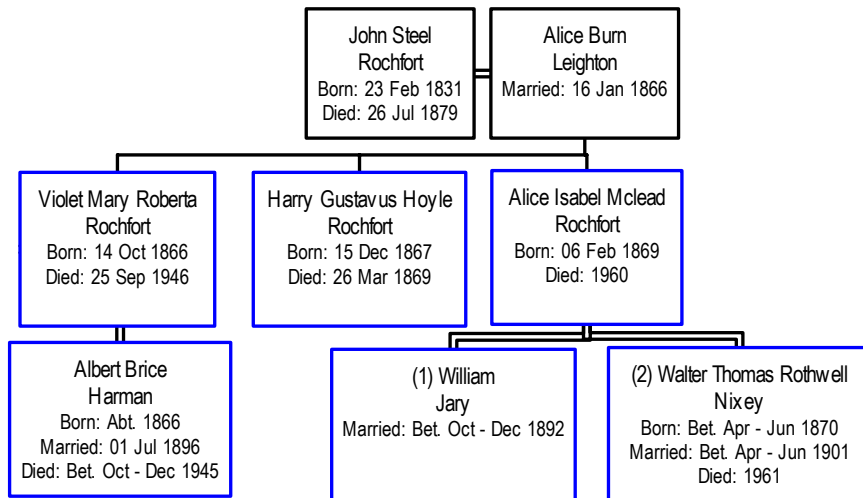 John Steel
Rochfort
Born: 23 Feb 1831
Died: 26 Jul 1879
Alice Burn
Leighton
Married: 16 Jan 1866
Violet Mary Roberta
Rochfort
Born: 14 Oct 1866
Died: 25 Sep 1946
Harry Gustavus Hoyle
Rochfort
Born: 15 Dec 1867
Died: 26 Mar 1869
Alice Isabel Mclead
Rochfort
Born: 06 Feb 1869
Died: 1960
Albert Brice
Harman
Born: Abt. 1866
Married: 01 Jul 1896
Died: Bet. Oct - Dec 1945
(1) William
Jary
Married: Bet. Oct - Dec 1892
(2) Walter Thomas Rothwell
Nixey
Born: Bet. Apr - Jun 1870
Married: Bet. Apr - Jun 1901
Died: 1961